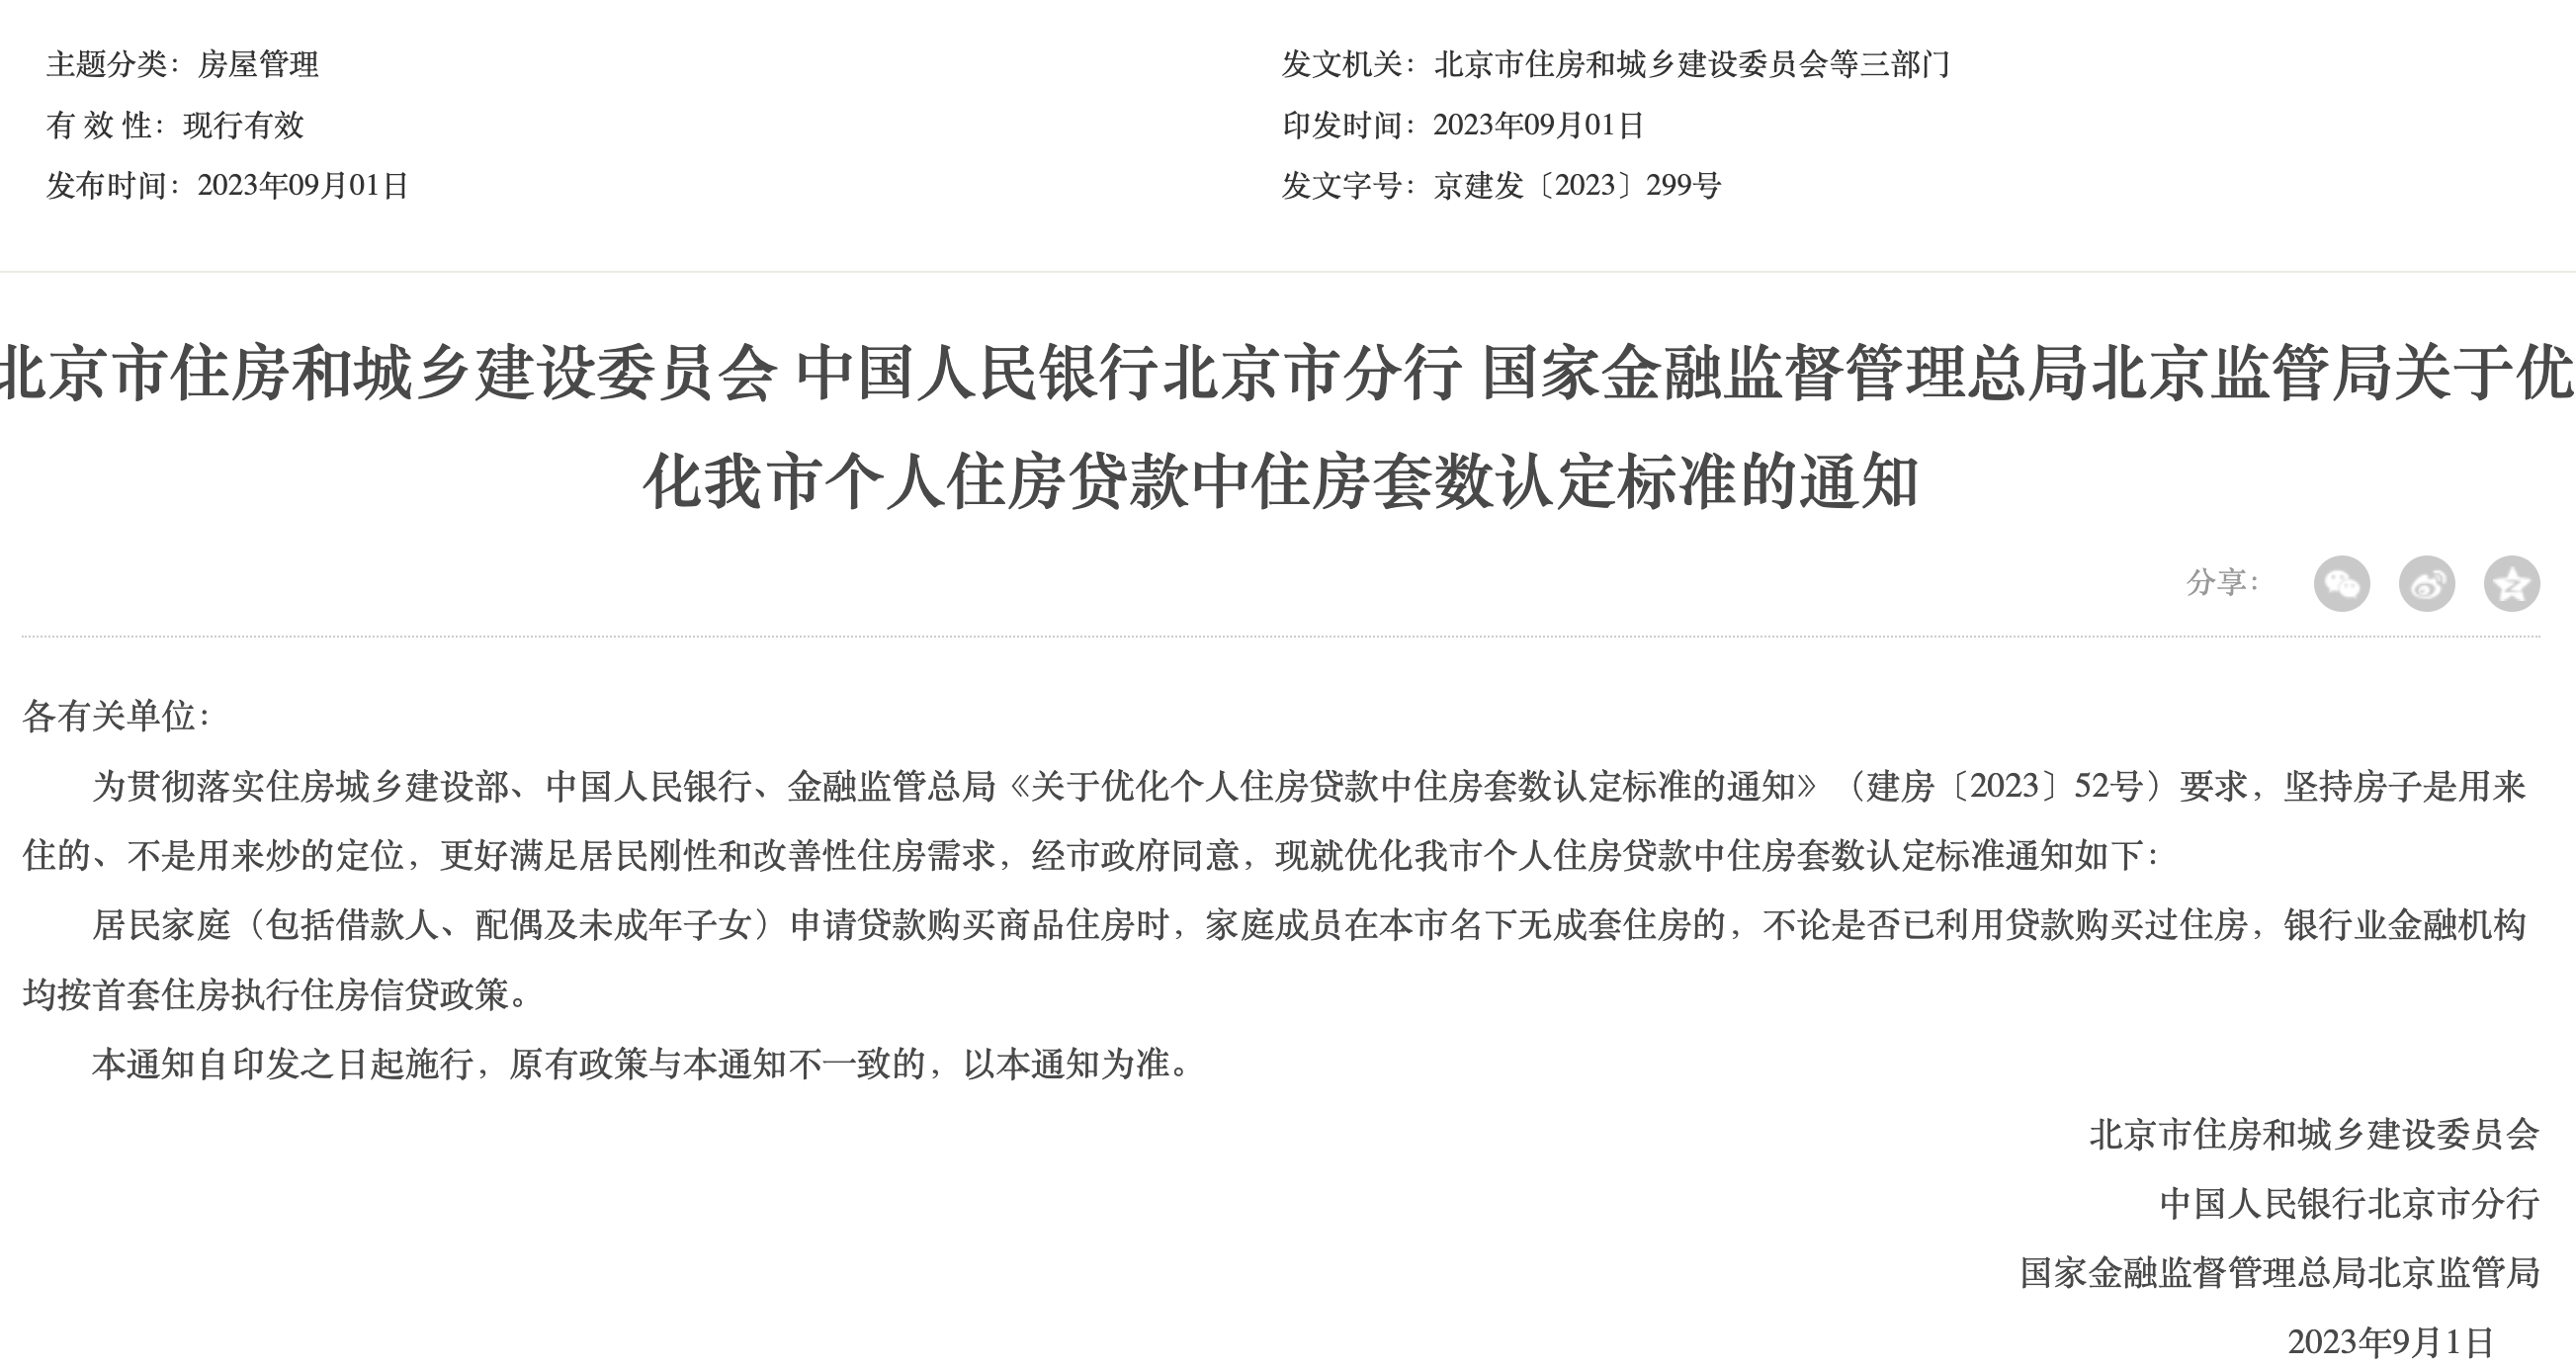 主题分类：房屋管理
发文机关：北京市住房和城乡建设委员会等三部门
有 效 性：现行有效
印发时间：2023年09月01日
发布时间：2023年09月01日
发文字号：京建发〔2023〕299号
北京市住房和城乡建设委员会 中国人民银行北京市分行 国家金融监督管理总局北京监管局关于优
化我市个人住房贷款中住房套数认定标准的通知
分享：
各有关单位：
为贯彻落实住房城乡建设部、中国人民银行、金融监管总局《关于优化个人住房贷款中住房套数认定标准的通知》（建房〔2023〕52号）要求，坚持房子是用来
住的、不是用来炒的定位，更好满足居民刚性和改善性住房需求，经市政府同意，现就优化我市个人住房贷款中住房套数认定标准通知如下：
居民家庭（包括借款人、配偶及未成年子女）申请贷款购买商品住房时，家庭成员在本市名下无成套住房的，不论是否已利用贷款购买过住房，银行业金融机构
均按首套住房执行住房信贷政策。
本通知自印发之日起施行，原有政策与本通知不一致的，以本通知为准。
北京市住房和城乡建设委员会
中国人民银行北京市分行
国家金融监督管理总局北京监管局
2023年9月1日